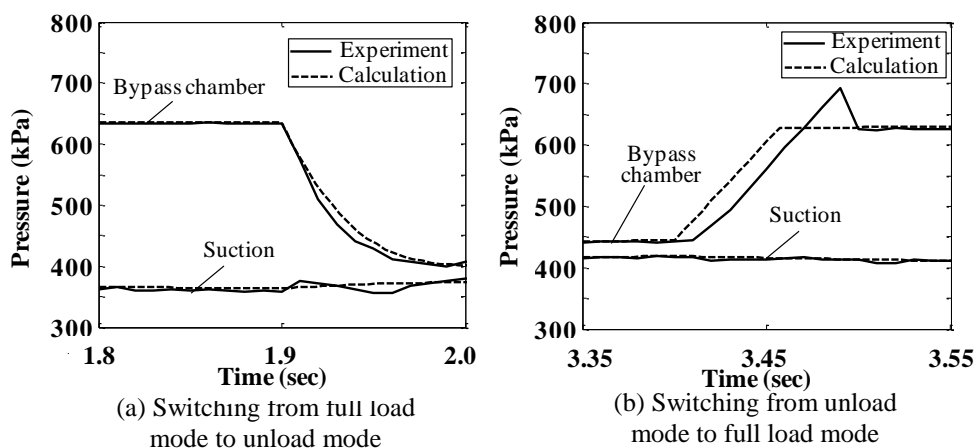 800
700
600
500
400
300
Pressure (kPa)
Experiment
Calculation
Bypass chamber
Suction
1.8
1.9
2.0
Time (sec)
(a) Switching from full load
mode to unload mode
800
700
600
500
400
300
Pressure (kPa)
Experiment
Calculation
Bypass
chamber
Suction
3.35
3.45
3.55
Time (sec)
(b) Switching from unload
mode to full load mode